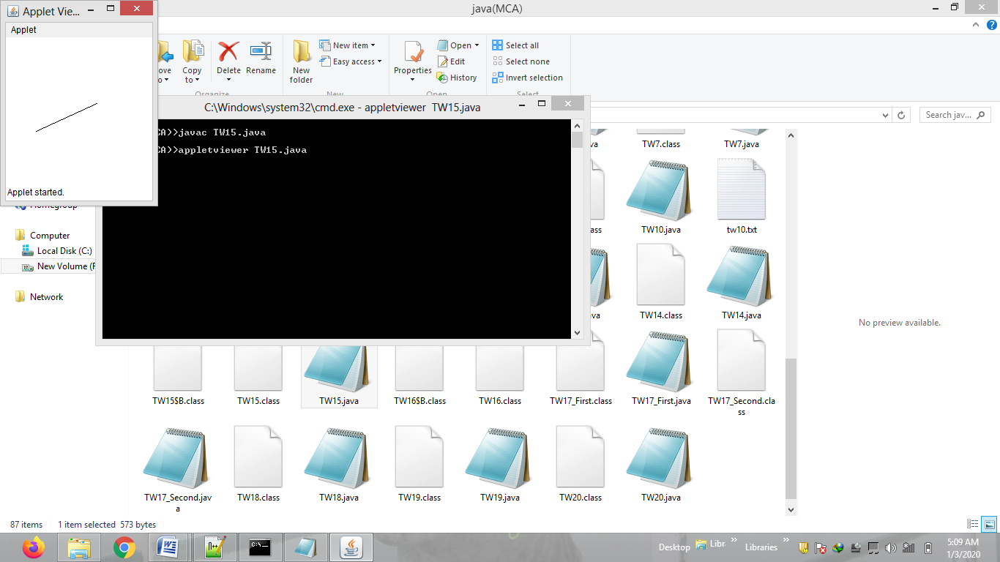 Applet Vie...
Applet
Applet started.
java(MCA)
ove
to
Copy
to
Delete
Rename
Organize
New
folder
New item
Easy access
New
Properties
Open
Edit
History
Open
Select all
Select none
Invert selection
Select
C:\Windows\system32\cmd.exe - appletviewer TW15.java
CA>>javac TW15.java
CA>>appletviewer TW15.java
Search jav...
Homegroup
Computer
Local Disk (C:)
New Volume (F
Network
va
TW7.class
TW7.java
ass
TW10.java
tw10.txt
va
TW14.class
TW14.java
No preview available.
TW15$B.class
TW15.class
TW15.java
TW16$B.class
TW16.class
TW17_First.class
TW17_First.java
TW17_Second.cla
ss
TW17_Second.jav
a
TW18.class
TW18.java
TW19.class
TW19.java
TW20.class
TW20.java
87 items
1 item selected 573 bytes
Desktop
Libr
Libraries
5:09 AM
1/3/2020